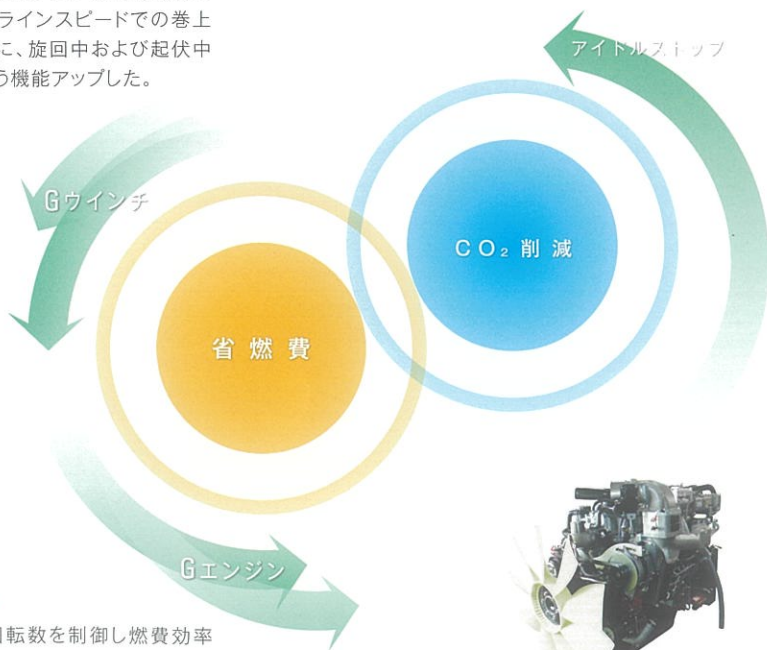 ラインスピードでの巻上
に、旋回中および起伏中
う機能アップした。
アイドルストップ
Gウインチ
CO₂削減
省燃費
Gエンジン
転数を制御し燃費効率